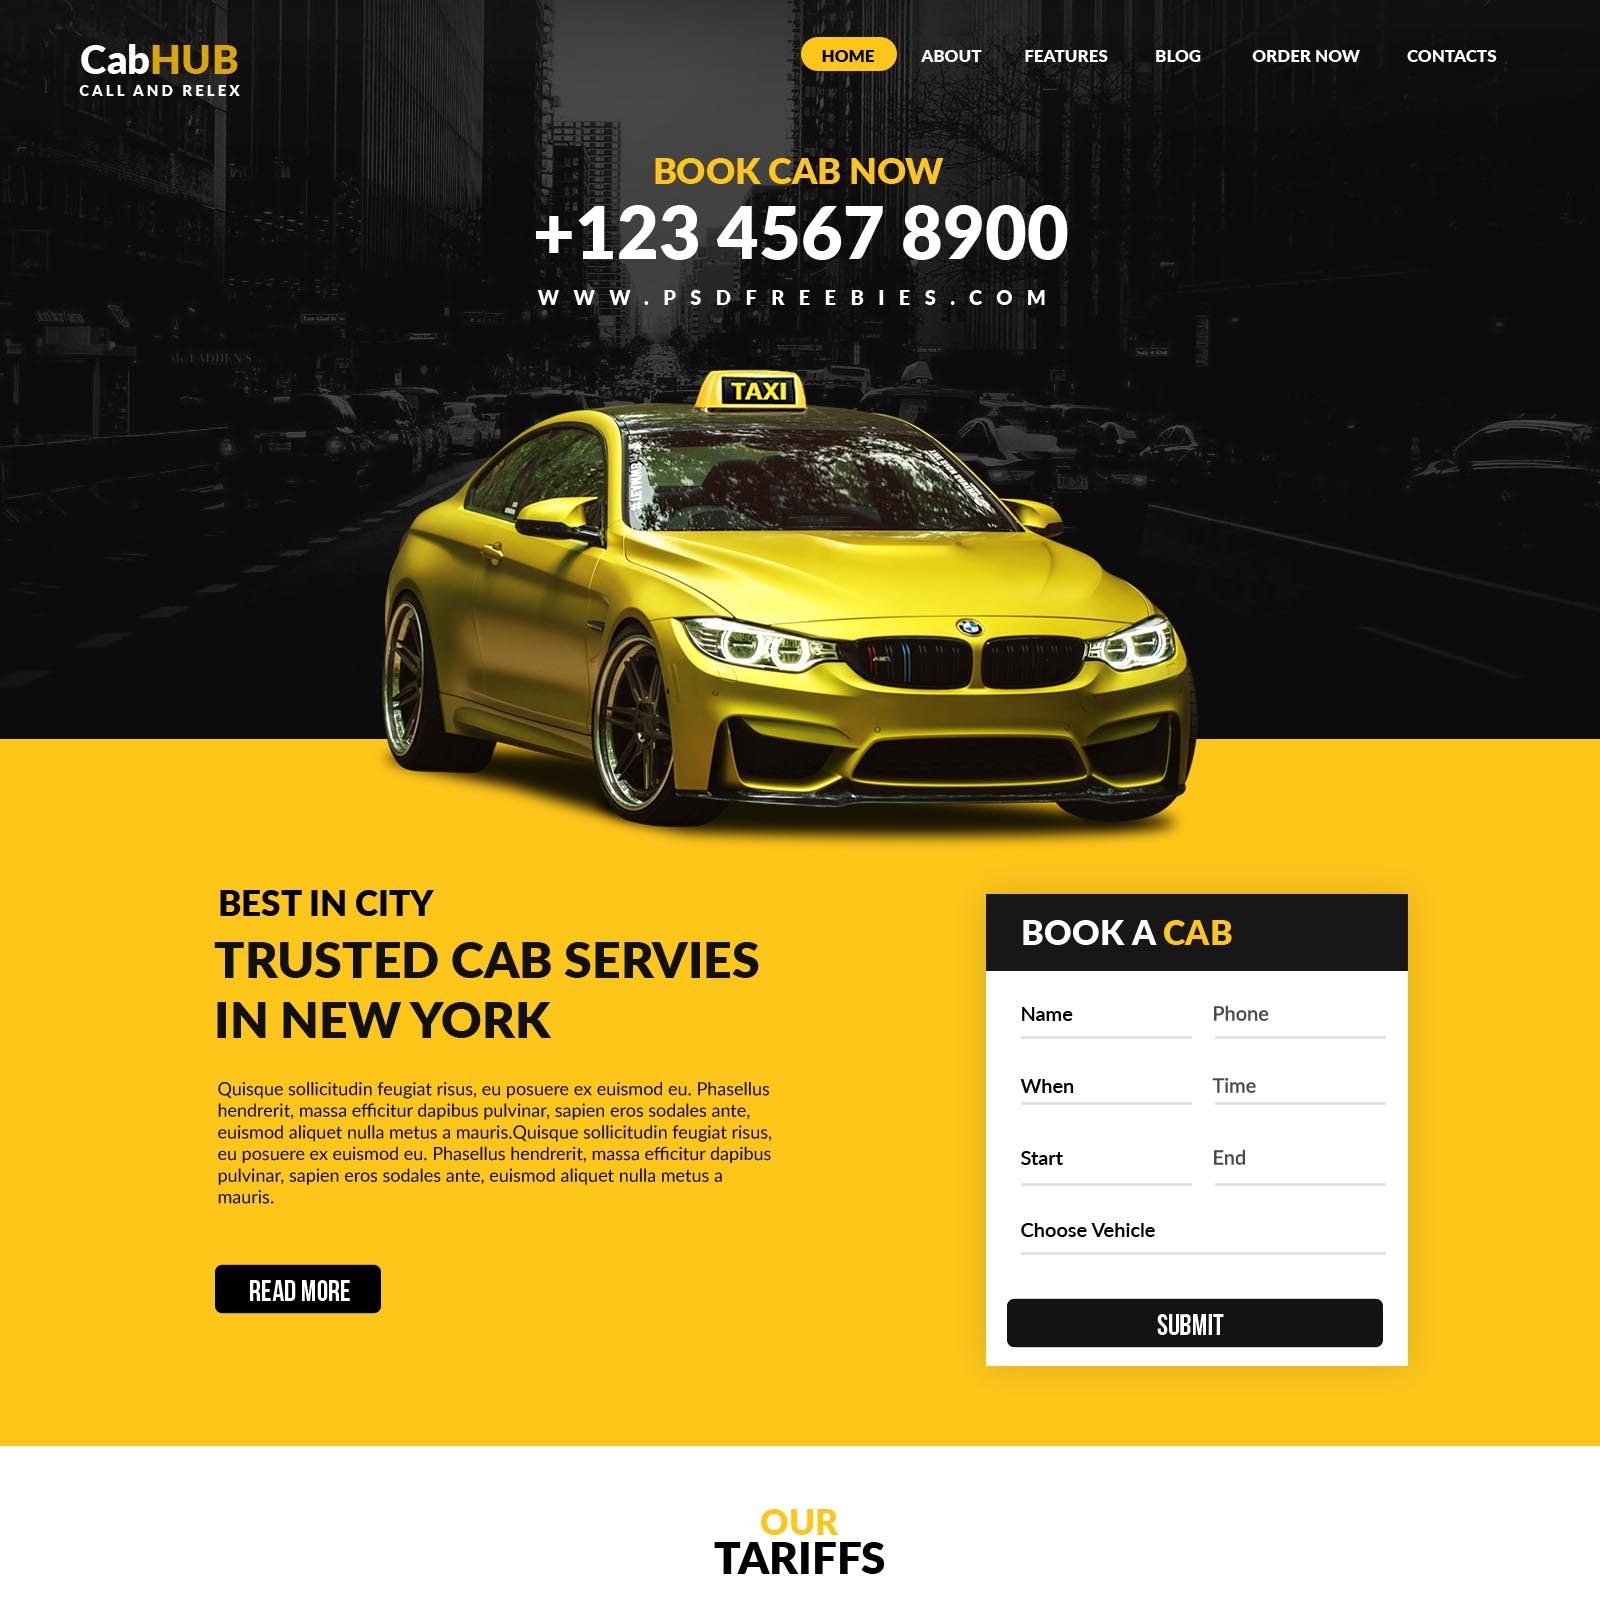 CabHUB
CALL AND RELEX
HOME ABOUT FEATURES BLOG ORDER NOW CONTACTS
BOOK CAB NOW
+123 4567 8900
WWW.PSDFREEBIES.COM
TAXI
BEST IN CITY
TRUSTED CAB SERVIES
IN NEW YORK
Quisque sollicitudin feugiat risus, eu posuere ex euismod eu. Phasellus
hendrerit, massa efficitur dapibus pulvinar, sapien eros sodales ante,
euismod aliquet nulla metus a mauris.Quisque sollicitudin feugiat risus,
eu posuere ex euismod eu. Phasellus hendrerit, massa efficitur dapibus
pulvinar, sapien eros sodales ante, euismod aliquet nulla metus a
mauris.
READ MORE
BOOK A CAB
Name Phone
When Time
Start End
Choose Vehicle
SUBMIT
OUR
TARIFFS